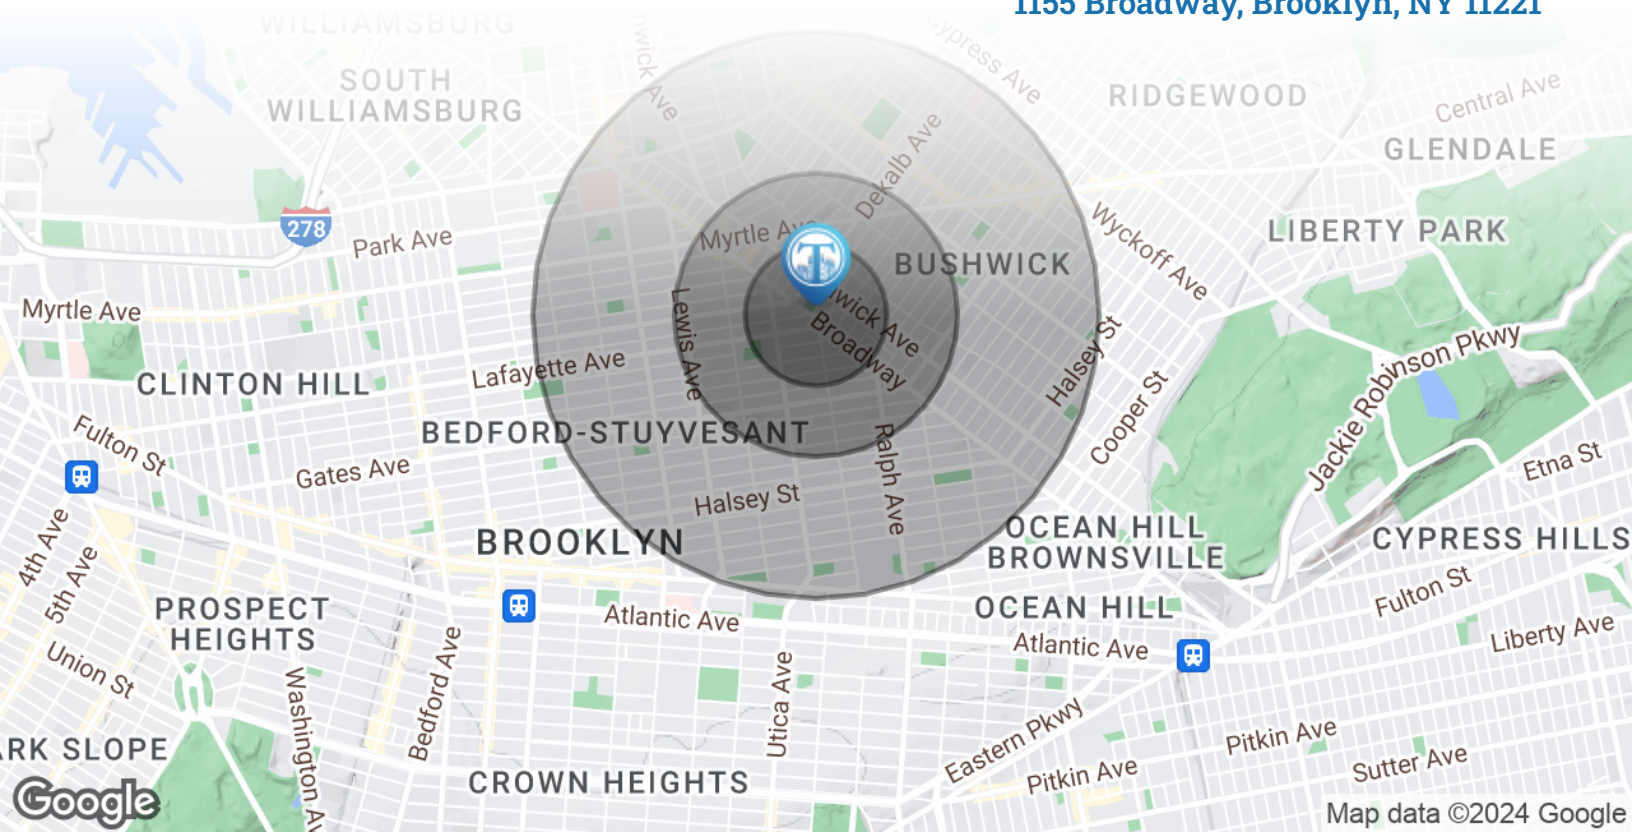 1155 Broadway, Brooklyn, NY 11221
WILLIAMSBURG
Cypress Ave
SOUTH
WILLIAMSBURG
hwick Ave
RIDGEWOOD
Central Ave
GLENDALE
Dekalb Ave
278
Park Ave
Myrtle Av
T
Wyckoff Ave
LIBERTY PARK
BUSHWICK
Myrtle Ave
Lewis Ave
wick Ave
Broadway
Halsey St
Jackie Robinson Pkwy
CLINTON HILL
Lafayette Ave
Cooper St
Fulton St
BEDFORD-STUYVESANT
Ralph Ave
Gates Ave
Etna St
Halsey St
4th Ave
5th Ave
BROOKLYN
OCEAN HILL
BROWNSVILLE
CYPRESS HILLS
PROSPECT
HEIGHTS
Atlantic Ave
OCEAN HILL
Fulton St
Atlantic Ave
Liberty Ave
Union St
Washington Av
Bedford Ave
Utica Ave
Eastern Pkwy
Pitkin Ave
ARK SLOPE
CROWN HEIGHTS
Pitkin Ave
Sutter Ave
Google
Map data ©2024 Google